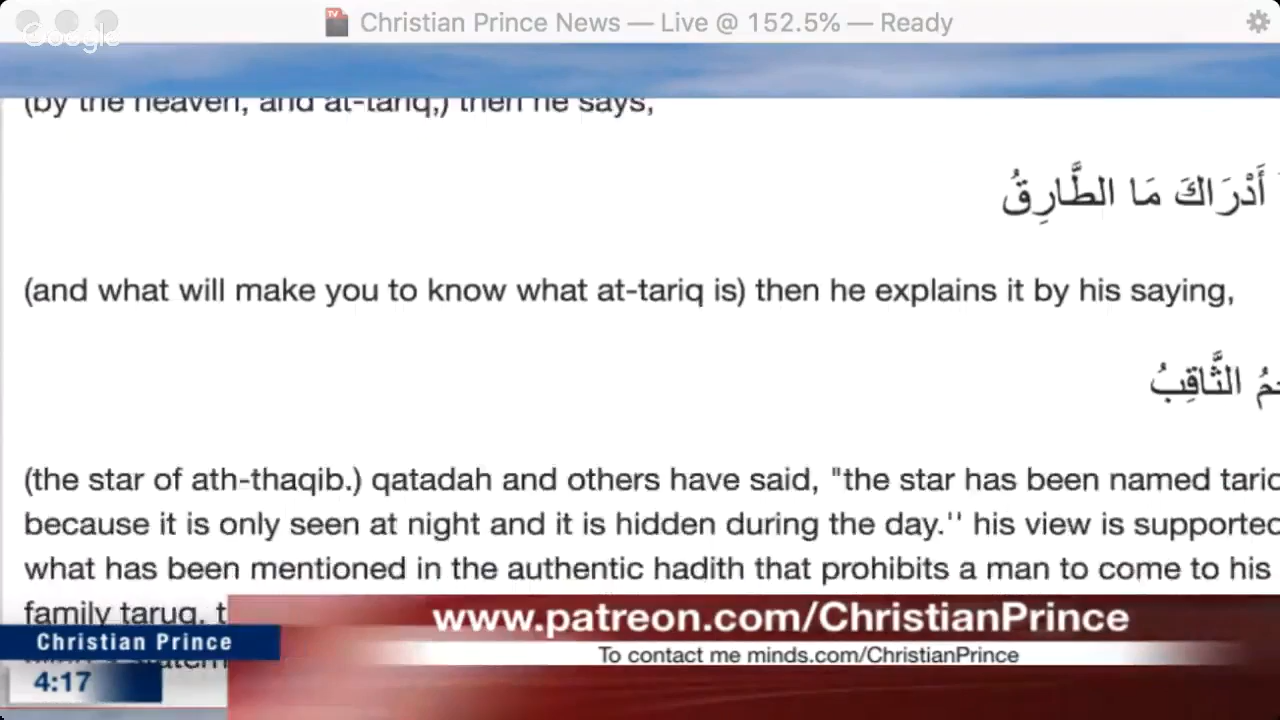 Christian Prince News — Live @ 152.5% — Ready
Google
(by the heaven, and at-tariq,) then he says,
أَدْرَاكَ مَا الطَّارِقُ
(and what will make you to know what at-tariq is) then he explains it by his saying,
الثَّاقِبُ
(the star of ath-thaqib.) qatadah and others have said, "the star has been named
because it is only seen at night and it is hidden during the day.'' his view is supported
what has been mentioned in the authentic hadith that prohibits a man to come to his
family taruq,
www.patreon.com/ChristianPrince
Christian Prince
To contact me minds.com/ChristianPrince
4:17